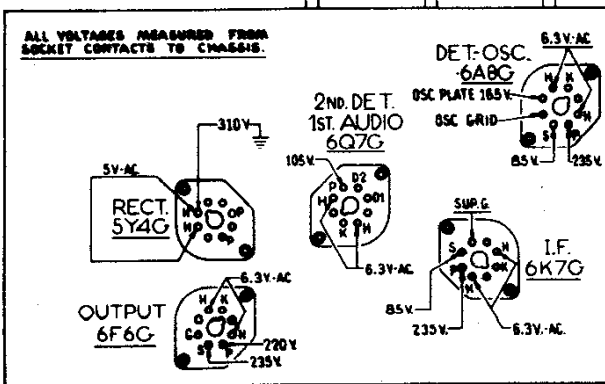 ALL VOLTAGES MEASURED FROM
SOCKET CONTACTS TO CHASSIS.
DET-OSC.
6A8G
6.3V.-AC
H K
OSC PLATE 165V.
OSC GRID
H
S P
85V. 235V.
2ND. DET.
1ST. AUDIO
6Q7G
105V.
P D2
H D1
K H
6.3V.-AC
310V.
5V-AC.
RECT.
5Y4G
H P
H P
SUP.G.
S H
P K
H
I.F.
6K7G
85V.
235V. 6.3V.-AC.
OUTPUT
6F6G
6.3V.-AC
H K
G H
S P
220V.
235V.